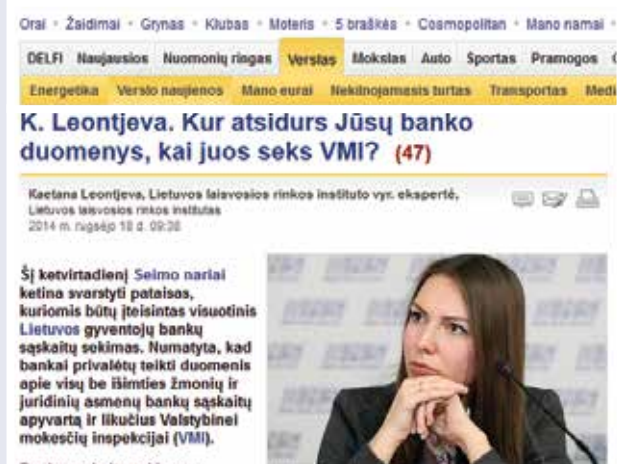 Orai • Žaidimai • Grynas • Klubas • Moteris • 5 braškės • Cosmopolitan • Mano namai •
DELFI Naujausios Nuomonių ringas Verslas Mokslas Auto Sportas Pramogos
Energetika Verslo naujienos Mano eurai Nekilnojamasis turtas Transportas Medi
K. Leontjeva. Kur atsidurs Jūsų banko
duomenys, kai juos seks VMI? (47)
Kaetana Leontjeva, Lietuvos laisvosios rinkos instituto vyr. ekspertė,
Lietuvos laisvosios rinkos institutas
2014 m. rugsėjo 18 d. 09:38
Šį ketvirtadienį Seimo nariai
ketina svarstyti pataisas,
kuriomis būtų įteisintas visuotinis
Lietuvos gyventojų bankų
sąskaitų sekimas. Numatyta, kad
bankai privalėtų teikti duomenis
apie visų be išimties žmonių ir
juridinių asmenų bankų sąskaitų
apyvartą ir likučius Valstybinei
mokesčių inspekcijai (VMI).